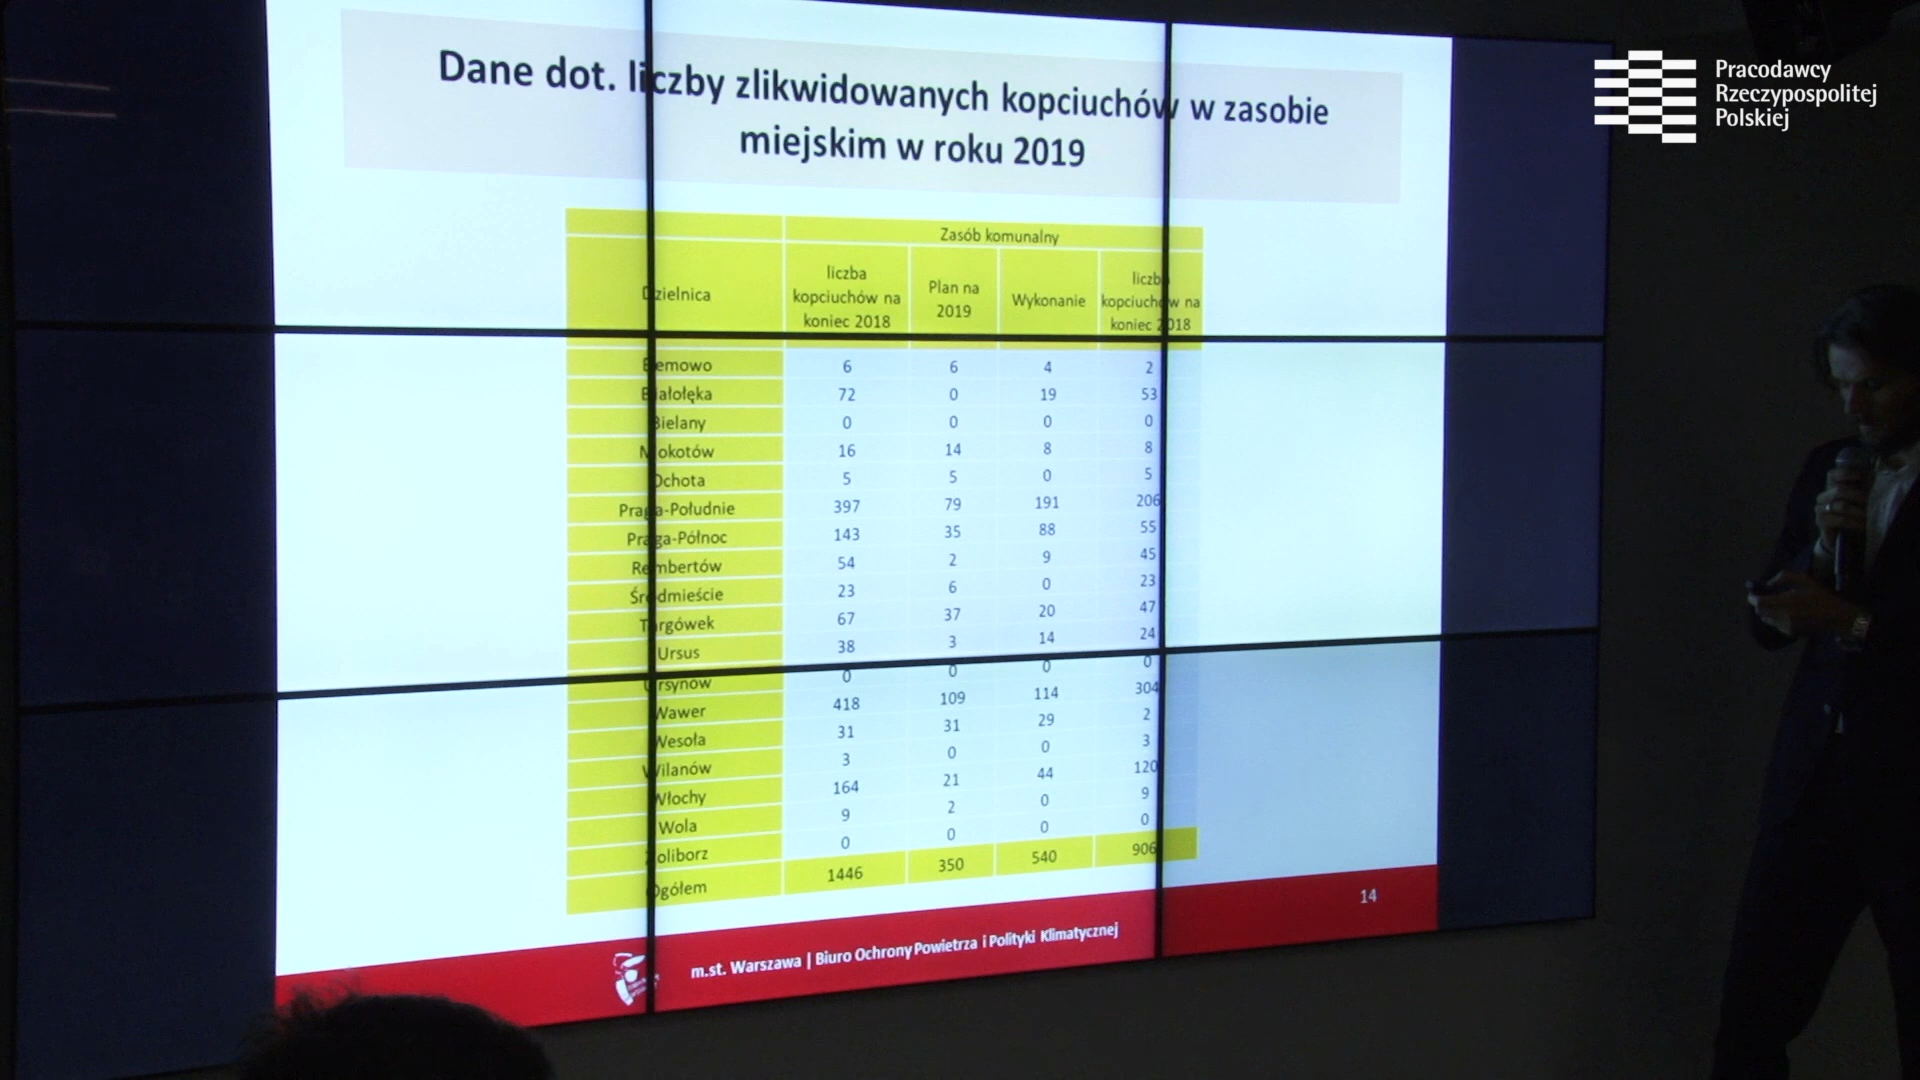 Dane dot. liczby zlikwidowanych kopciuchów w zasobie
miejskim w roku 2019
Pracodawcy
Rzeczypospolitej
Polskiej
Zasób komunalny
Dzielnica
liczba
kopciuchów na
koniec 2018
Plan na
2019
Wykonanie
liczba
kopciuchów na
koniec 2018
Bemowo 6 6 4 2
Białołęka 72 0 19 53
Bielany 0 0 0 0
Mokotów 16 14 8 8
Ochota 5 5 0 5
Praga-Południe 397 79 191 206
Praga-Północ 143 35 88 55
Rembertów 54 2 9 45
Śródmieście 23 6 0 23
Targówek 67 37 20 47
Ursus 38 3 14 24
Ursynów 0 0 0 0
Wawer 418 109 114 304
Wesoła 31 31 29 2
Wilanów 3 0 0 3
Włochy 164 21 44 120
Wola 9 2 0 9
Żoliborz 0 0 0 0
Ogółem 1446 350 540 906
m.st. Warszawa | Biuro Ochrony Powietrza i Polityki Klimatycznej
14